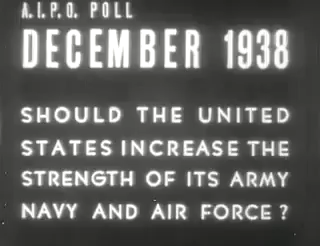 A.I.P.O. POLL
DECEMBER 1938
SHOULD THE UNITED
STATES INCREASE THE
STRENGTH OF ITS ARMY
NAVY AND AIR FORCE?